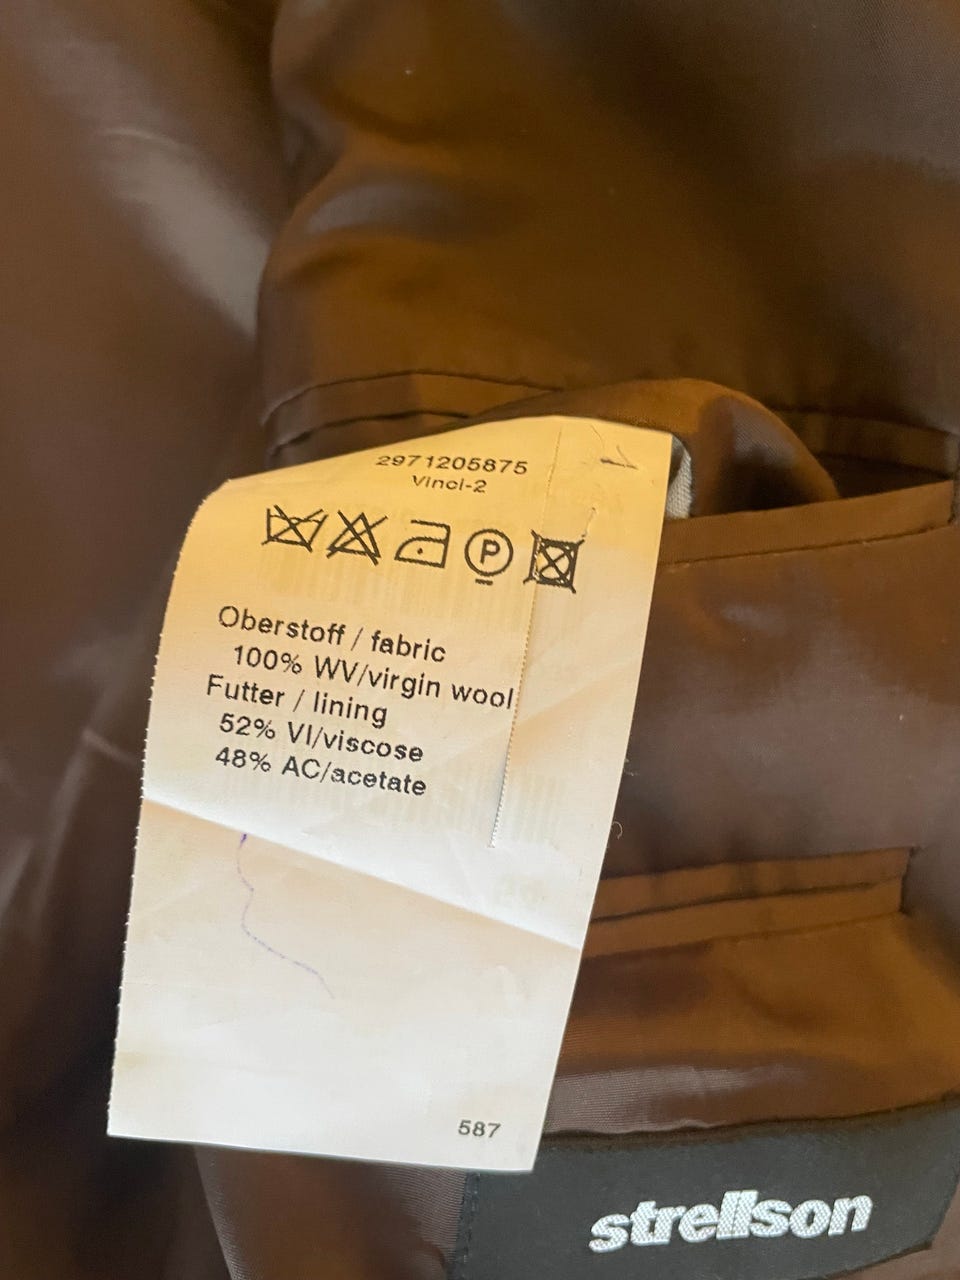 2971205875
Vinci-2
P
Oberstoff / fabric
100% WV/virgin wool
Futter / lining
52% VI/viscose
48% AC/acetate
587
strellson